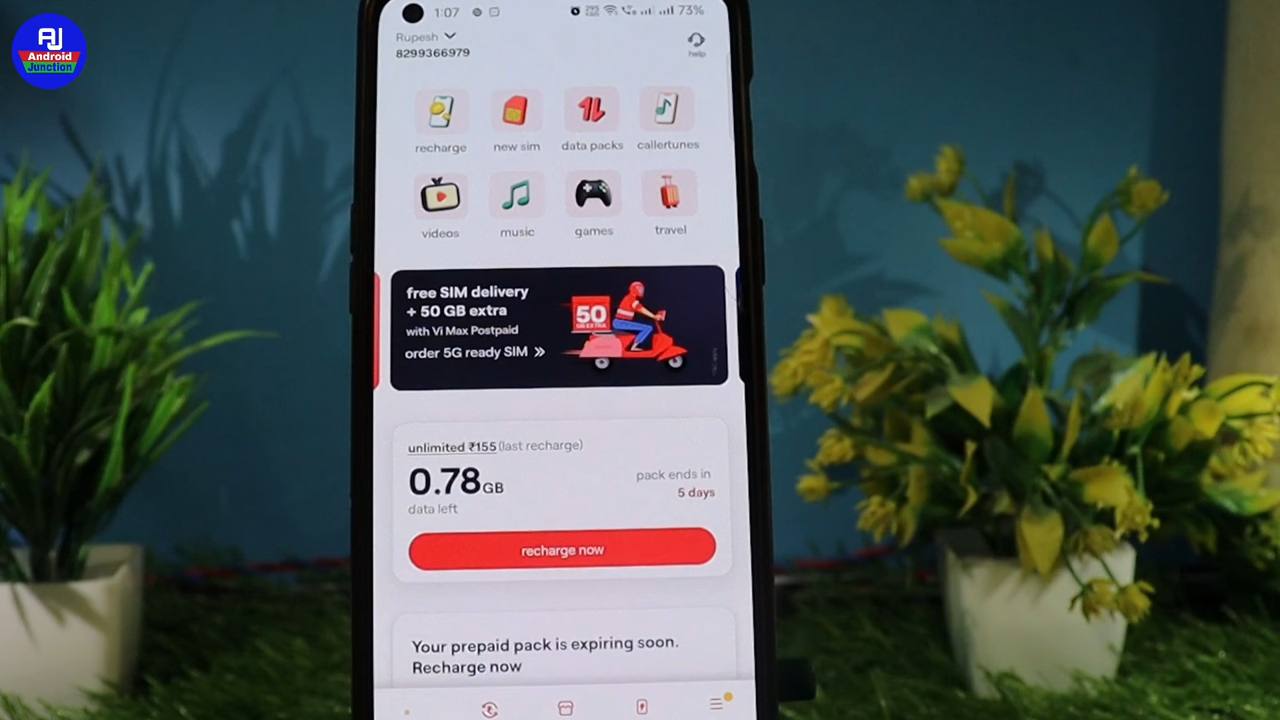 AJ
Android
Junction
1:07
73%
Rupesh
8299366979
help
recharge
new sim
data packs
callertunes
videos
music
games
travel
free SIM delivery
+ 50 GB extra
with Vi Max Postpaid
order 5G ready SIM »
50
GB EXTRA
unlimited ₹155 (last recharge)
0.78GB
data left
pack ends in
5 days
recharge now
Your prepaid pack is expiring soon.
Recharge now